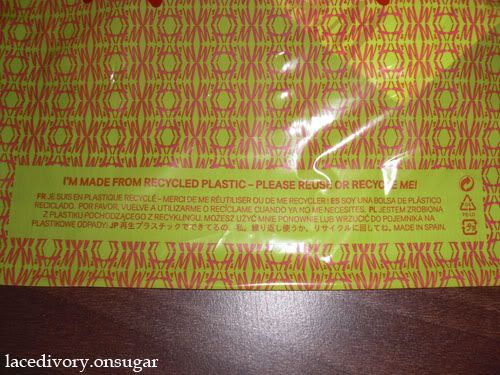 I'M MADE FROM RECYCLED PLASTIC – PLEASE REUSE OR RECYCLE ME!
FR JE SUIS EN PLASTIQUE RECYCLÉ – MERCI DE ME RÉUTILISER OU DE ME RECYCLER! ES SOY UNA BOLSA DE PLÁSTICO
RECICLADO. POR FAVOR, VUELVE A UTILIZARME O RECÍCLAME CUANDO YA NO ME NECESITES. PL JESTEM ZROBIONA
Z PLASTIKU POCHODZĄCEGO Z RECYKLINGU. MOŻESZ UŻYĆ MNIE PONOWNIE LUB WRZUCIĆ DO POJEMNIKA NA
PLASTIKOWE ODPADY! JP 再生プラスチックでできてるの、私。繰り返し使うか、リサイクルに回してね。MADE IN SPAIN.
lacedivory.onsugar